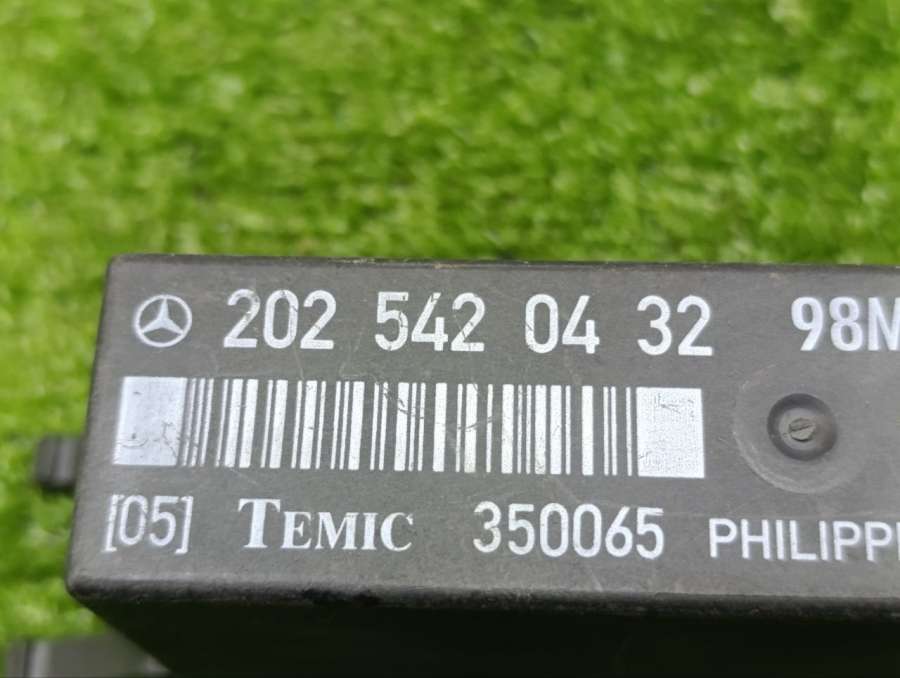 202 542 04 32 98M
[05] TEMIC 350065 PHILIPP